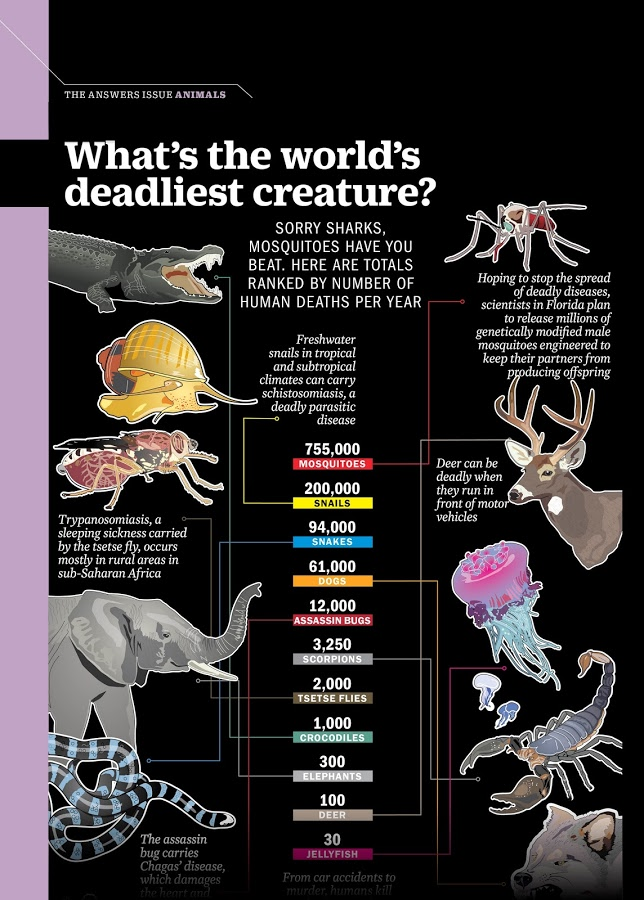 THE ANSWERS ISSUE ANIMALS
What's the world's
deadliest creature?
SORRY SHARKS,
MOSQUITOES HAVE YOU
BEAT. HERE ARE TOTALS
RANKED BY NUMBER OF
HUMAN DEATHS PER YEAR
Hoping to stop the spread
of deadly diseases,
scientists in Florida plan
to release millions of
genetically modified male
mosquitoes engineered to
keep their partners from
producing offspring
Freshwater
snails in tropical
and subtropical
climates can carry
schistosomiasis, a
deadly parasitic
disease
755,000
MOSQUITOES
200,000
SNAILS
94,000
SNAKES
61,000
DOGS
12,000
ASSASSIN BUGS
3,250
SCORPIONS
2,000
TSETSE FLIES
1,000
CROCODILES
300
ELEPHANTS
100
DEER
30
JELLYFISH
Deer can be
deadly when
they run in
front of motor
vehicles
Trypanosomiasis, a
sleeping sickness carried
by the tsetse fly, occurs
mostly in rural areas in
sub-Saharan Africa
The assassin
bug carries
Chagas' disease,
which damages
the heart and
From car accidents to
murder, humans kill